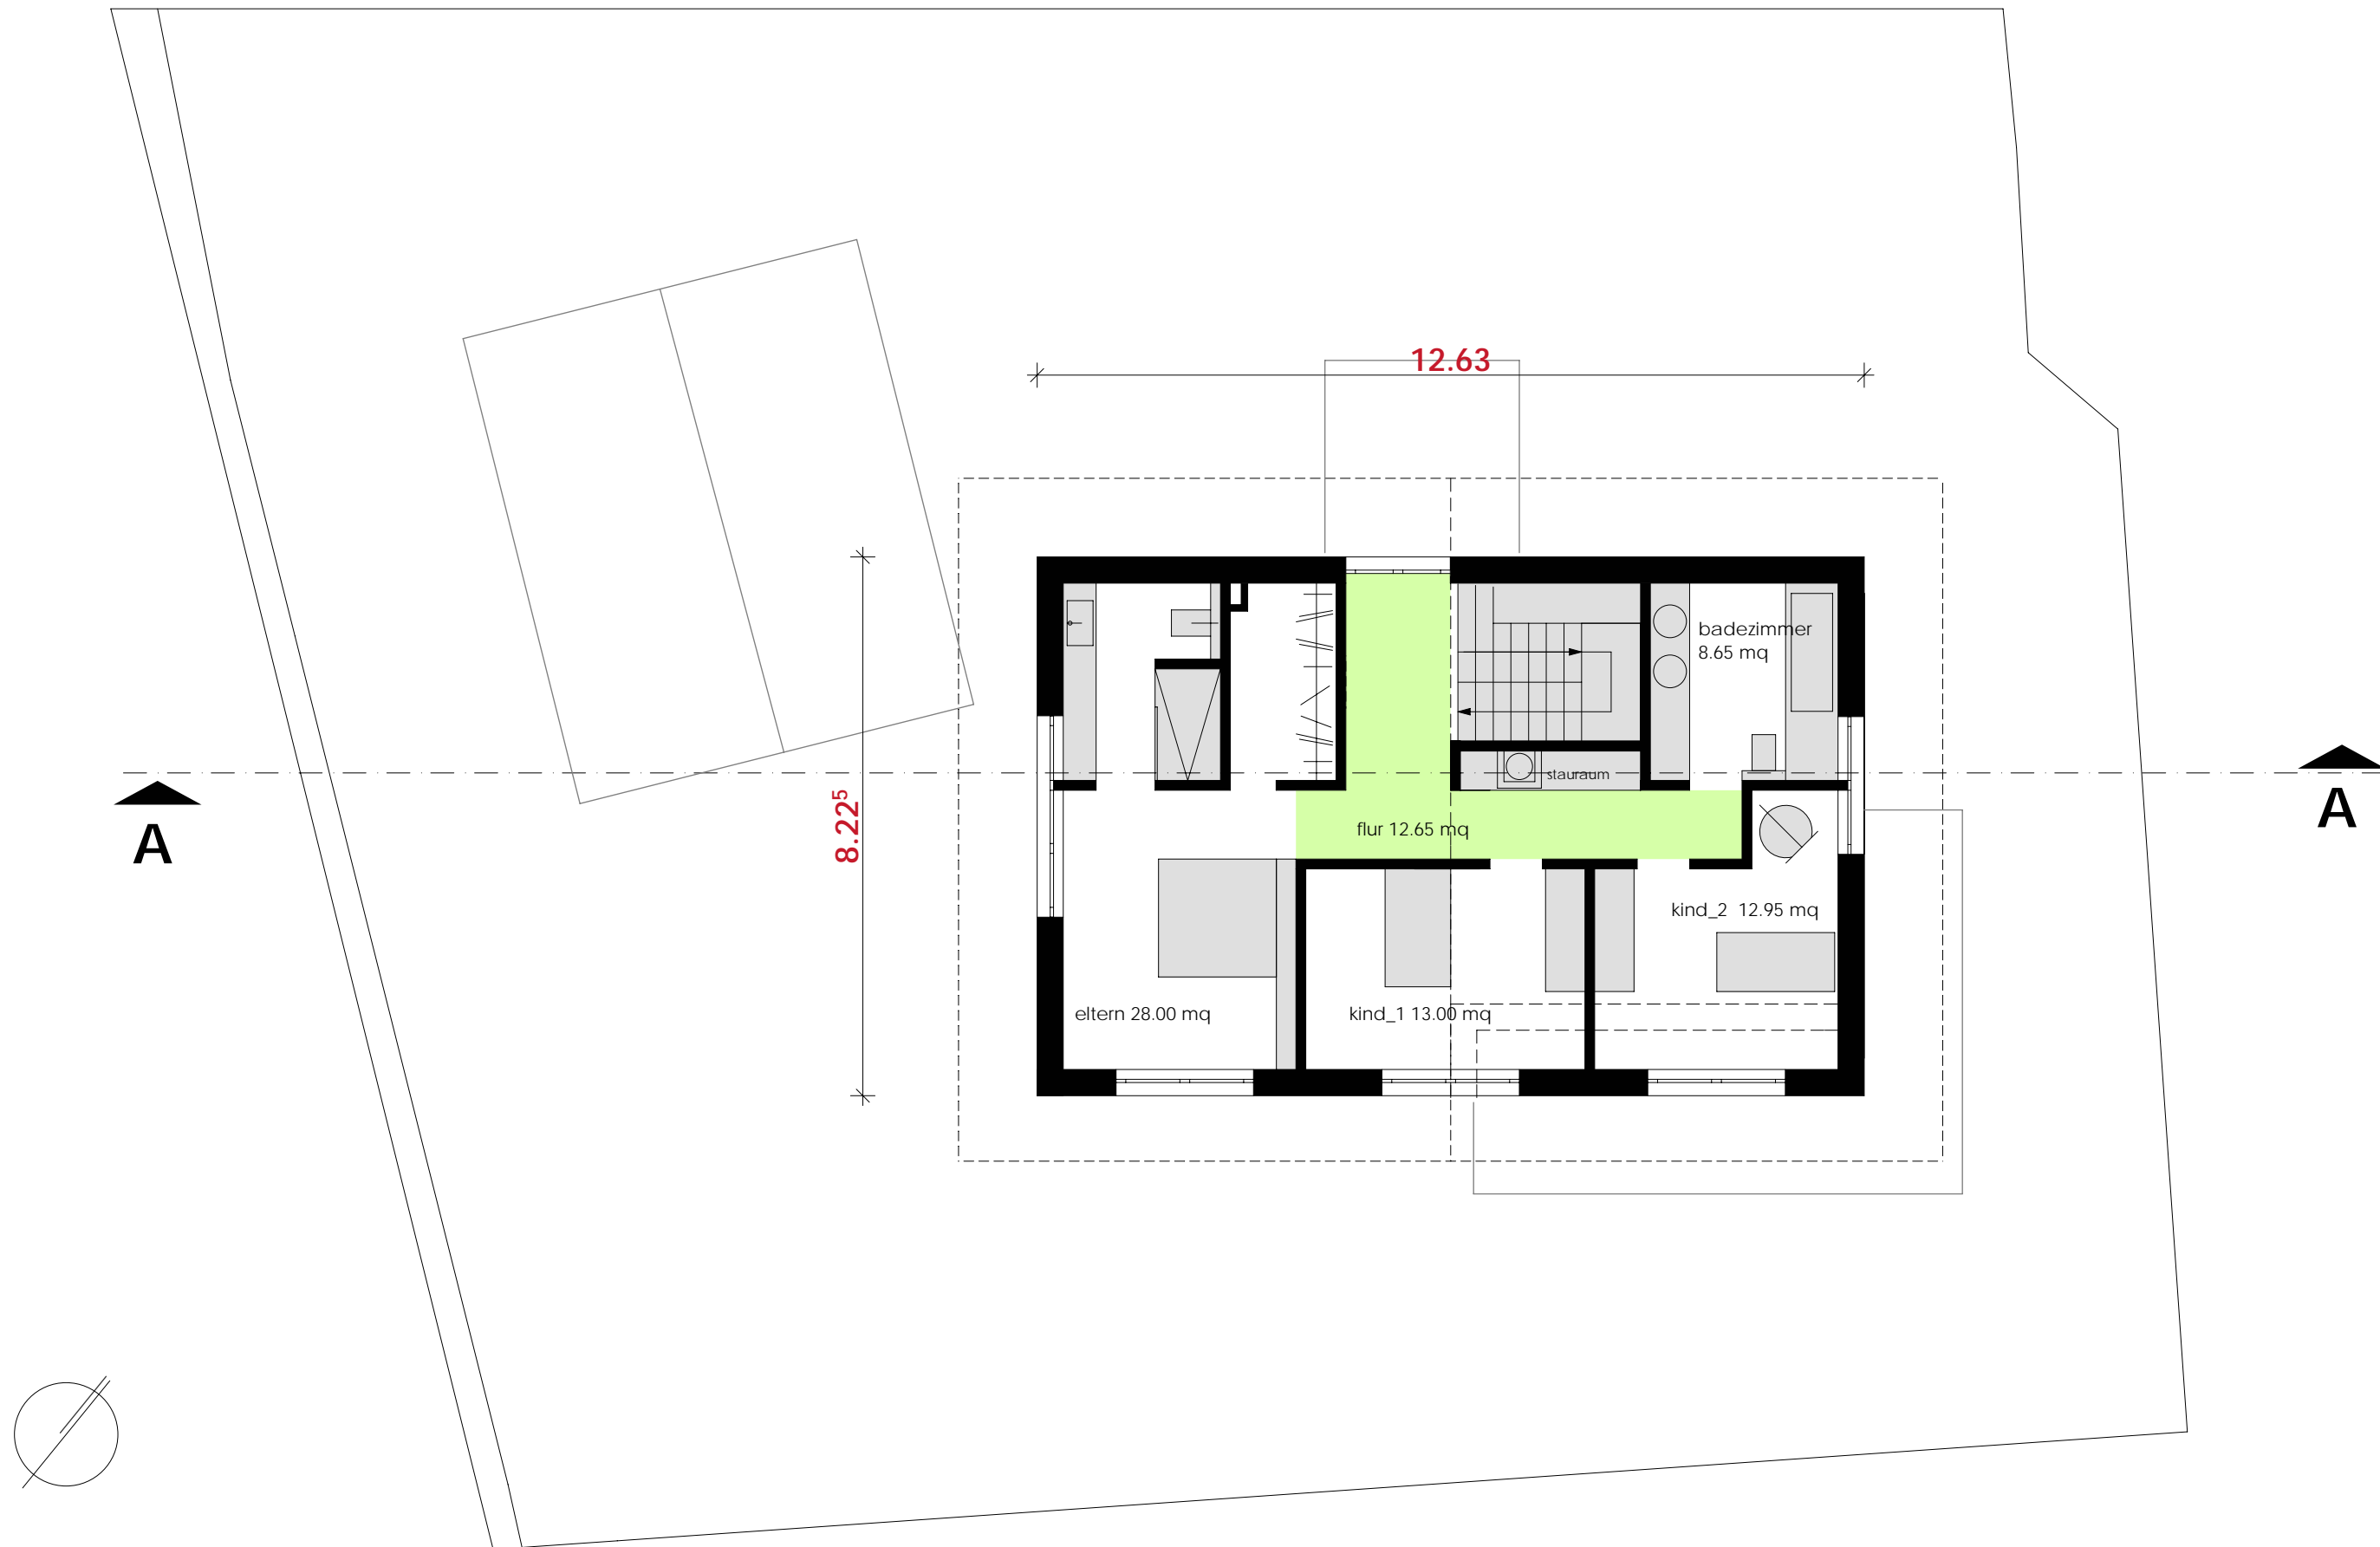 12.63
badezimmer
8.65 mq
stauraum
A
A
8.22⁵
flur 12.65 mq
kind_2 12.95 mq
eltern 28.00 mq
kind_1 13.00 mq